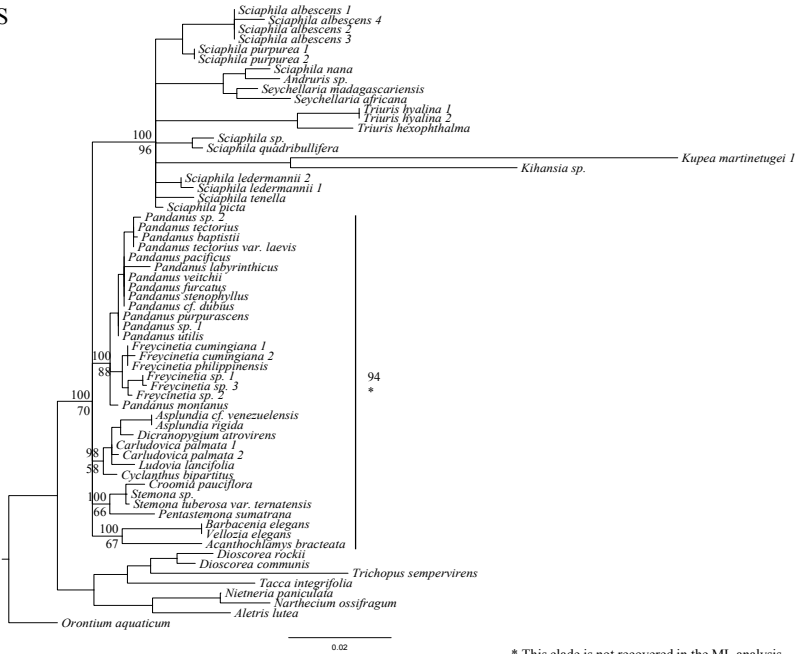 S
Sciaphila albescens 1
Sciaphila albescens 4
Sciaphila albescens 2
Sciaphila albescens 3
Sciaphila purpurea 1
Sciaphila purpurea 2
Sciaphila nana
Andruris sp.
Seychellaria madagascariensis
Seychellaria africana
Triuris hyalina 1
Triuris hyalina 2
Triuris hexophthalma
100
96
Sciaphila sp.
Sciaphila quadribullifera
Kupea martinetugei 1
Kihansia sp.
Sciaphila ledermannii 2
Sciaphila ledermannii 1
Sciaphila tenella
Sciaphila picta
Pandanus sp. 2
Pandanus tectorius
Pandanus baptistii
Pandanus tectorius var. laevis
Pandanus pacificus
Pandanus labyrinthicus
Pandanus veitchii
Pandanus furcatus
Pandanus stenophyllus
Pandanus cf. dubius
Pandanus purpurascens
Pandanus sp. 1
Pandanus utilis
Freycinetia cumingiana 1
Freycinetia cumingiana 2
Freycinetia philippinensis
100
88
Freycinetia sp. 1
Freycinetia sp. 3
Freycinetia sp. 2
Pandanus montanus
94
*
100
70
Asplundia cf. venezuelensis
Asplundia rigida
Dicranopygium atrovirens
Carludovica palmata 1
Carludovica palmata 2
98
58
Ludovia lancifolia
Cyclanthus bipartitus
Croomia pauciflora
Stemona sp.
Stemona tuberosa var. ternatensis
100
66
Pentastemona sumatrana
Barbacenia elegans
Vellozia elegans
100
67
Acanthochlamys bracteata
Dioscorea rockii
Dioscorea communis
Trichopus sempervirens
Tacca integrifolia
Nietneria paniculata
Narthecium ossifragum
Aletris lutea
Orontium aquaticum
0.02
* This clade is not recovered in the ML analysis